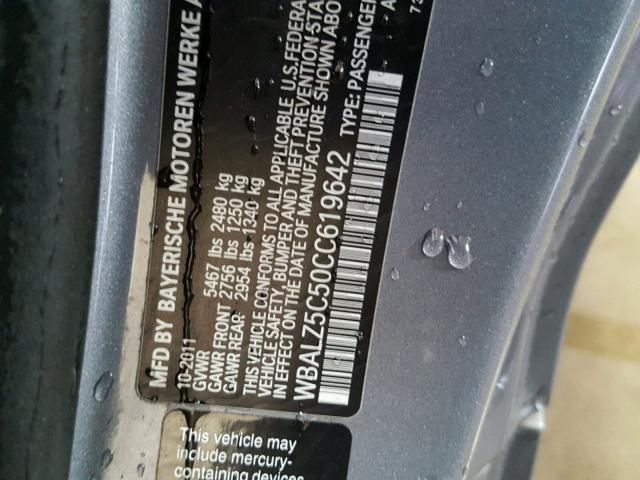 MFD BY BAYERISCHE MOTOREN WERKE A
10-2011
GVWR 5467 lbs 2480 kg
GAWR FRONT 2756 lbs 1250 kg
GAWR REAR: 2954 lbs 1340 kg
THIS VEHICLE CONFORMS TO ALL APPLICABLE U.S. FEDERAL
VEHICLE SAFETY, BUMPER AND THEFT PREVENTION STA
IN EFFECT ON THE DATE OF MANUFACTURE SHOWN ABO
WBALZ5C50CC619642 TYPE: PASSENGER
This vehicle may
include mercury-
containing devices